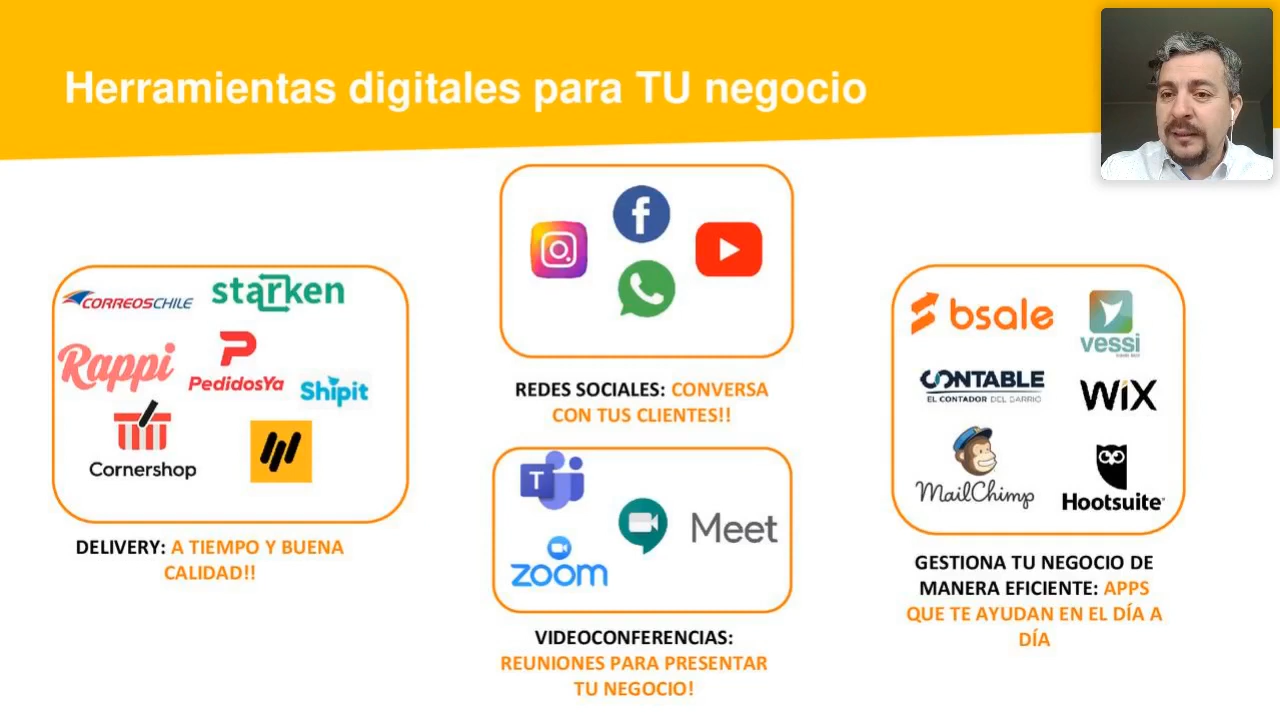 Herramientas digitales para TU negocio
CORREOSCHILE
starken
Rappi
PedidosYa
Shipit
Cornershop
DELIVERY: A TIEMPO Y BUENA
CALIDAD!!
f
REDES SOCIALES: CONVERSA
CON TUS CLIENTES!!
T
Meet
zoom
VIDEOCONFERENCIAS:
REUNIONES PARA PRESENTAR
TU NEGOCIO!
bsale
vessi
CONTABLE
EL CONTADOR DEL BARRIO
WiX
MailChimp
Hootsuite
GESTIONA TU NEGOCIO DE
MANERA EFICIENTE: APPS
QUE TE AYUDAN EN EL DÍA A
DÍA